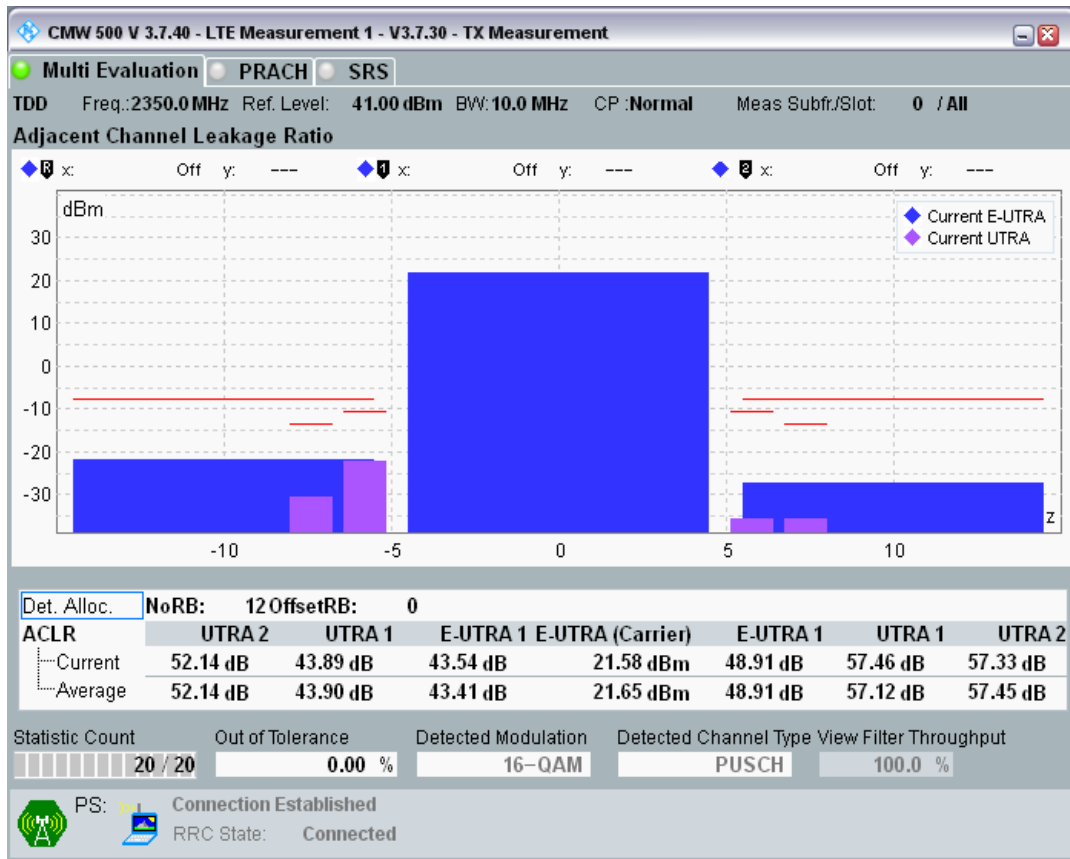 CMW 500 V 3.7.40 - LTE Measurement 1 - V3.7.30 - TX Measurement
Multi Evaluation PRACH SRS
TDD Freq.:2350.0 MHz Ref. Level: 41.00 dBm BW:10.0 MHz CP :Normal Meas Subfr./Slot: 0 / All
Adjacent Channel Leakage Ratio
R x: Off y: --- 1 x: Off y: --- 2 x: Off y: ---
dBm
Current E-UTRA
Current UTRA
30
20
10
0
-10
-20
-30
z
-10 -5 0 5 10
Det. Alloc. NoRB: 12 OffsetRB: 0
ACLR UTRA 2 UTRA 1 E-UTRA 1 E-UTRA (Carrier) E-UTRA 1 UTRA 1 UTRA 2
Current 52.14 dB 43.89 dB 43.54 dB 21.58 dBm 48.91 dB 57.46 dB 57.33 dB
Average 52.14 dB 43.90 dB 43.41 dB 21.65 dBm 48.91 dB 57.12 dB 57.45 dB
Statistic Count Out of Tolerance Detected Modulation Detected Channel Type View Filter Throughput
20 / 20 0.00 % 16-QAM PUSCH 100.0 %
PS: Connection Established
RRC State: Connected